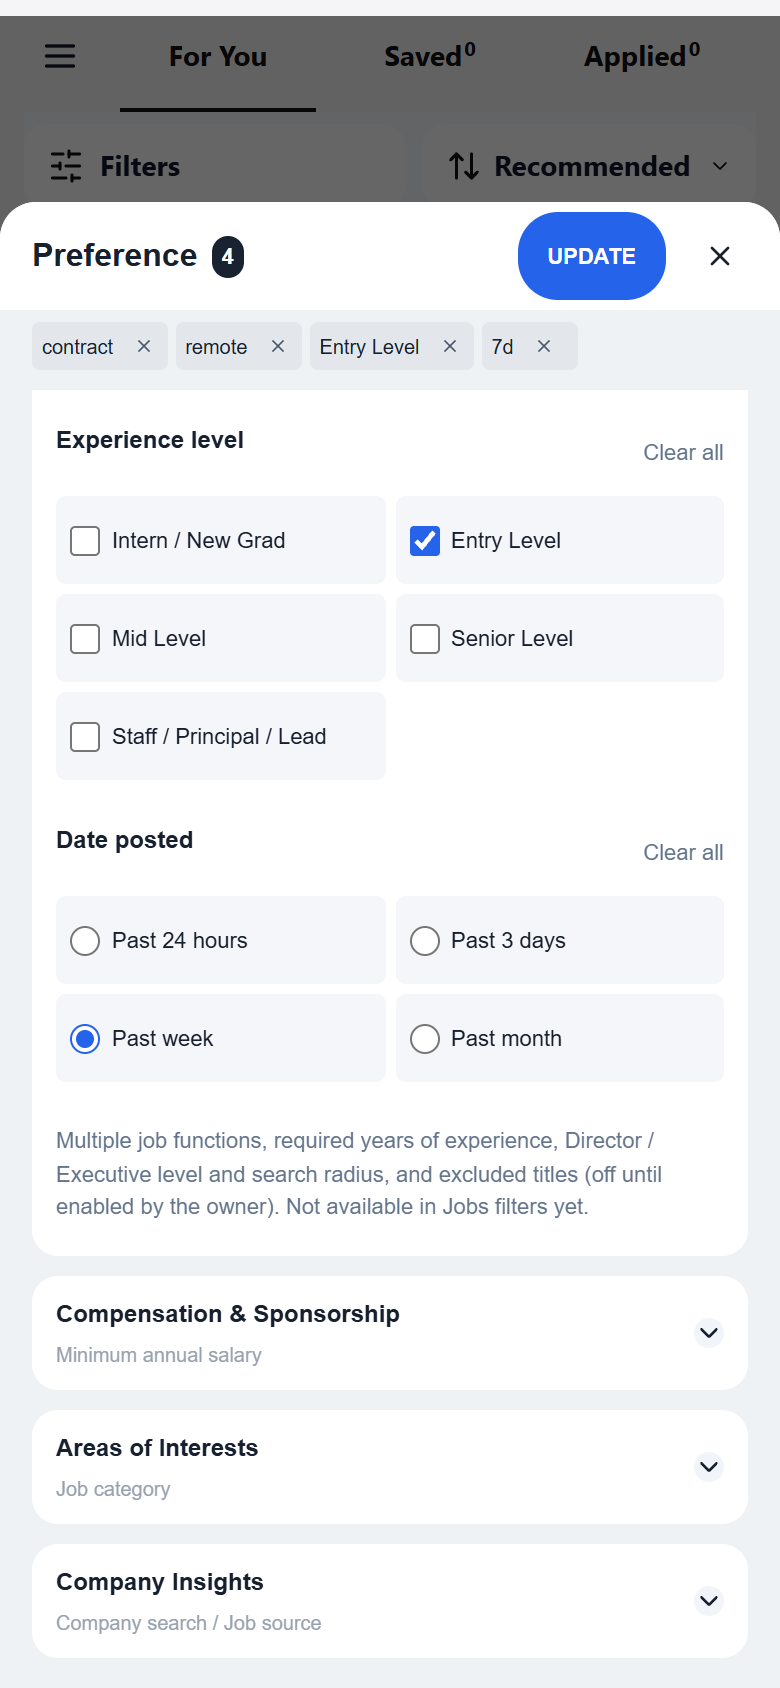 For You
Saved0
Applied0
Filters
Recommended
Preference 4
UPDATE
contract
remote
Entry Level
7d
Experience level
Clear all
Intern / New Grad
Entry Level
Mid Level
Senior Level
Staff / Principal / Lead
Date posted
Clear all
Past 24 hours
Past 3 days
Past week
Past month
Multiple job functions, required years of experience, Director /
Executive level and search radius, and excluded titles (off until
enabled by the owner). Not available in Jobs filters yet.
Compensation & Sponsorship
Minimum annual salary
Areas of Interests
Job category
Company Insights
Company search / Job source